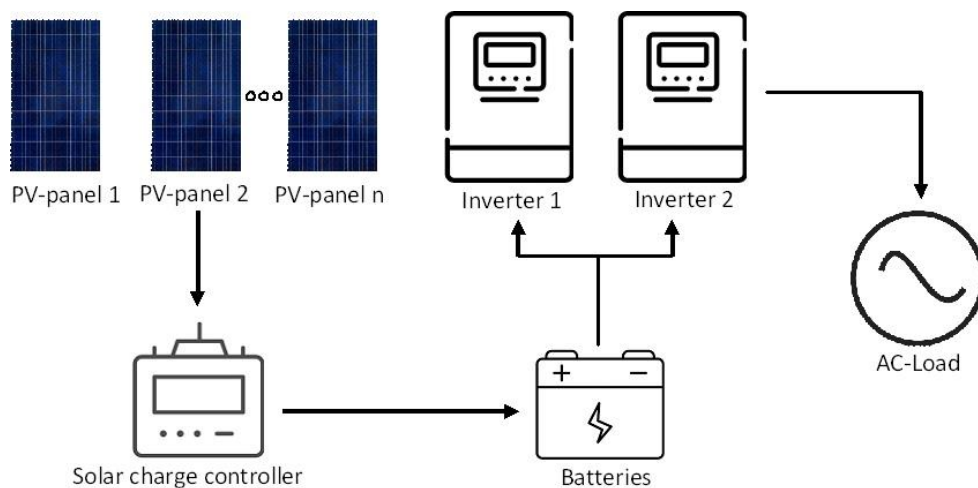 PV-panel 1
PV-panel 2
PV-panel n
Inverter 1
Inverter 2
AC-Load
Solar charge controller
Batteries